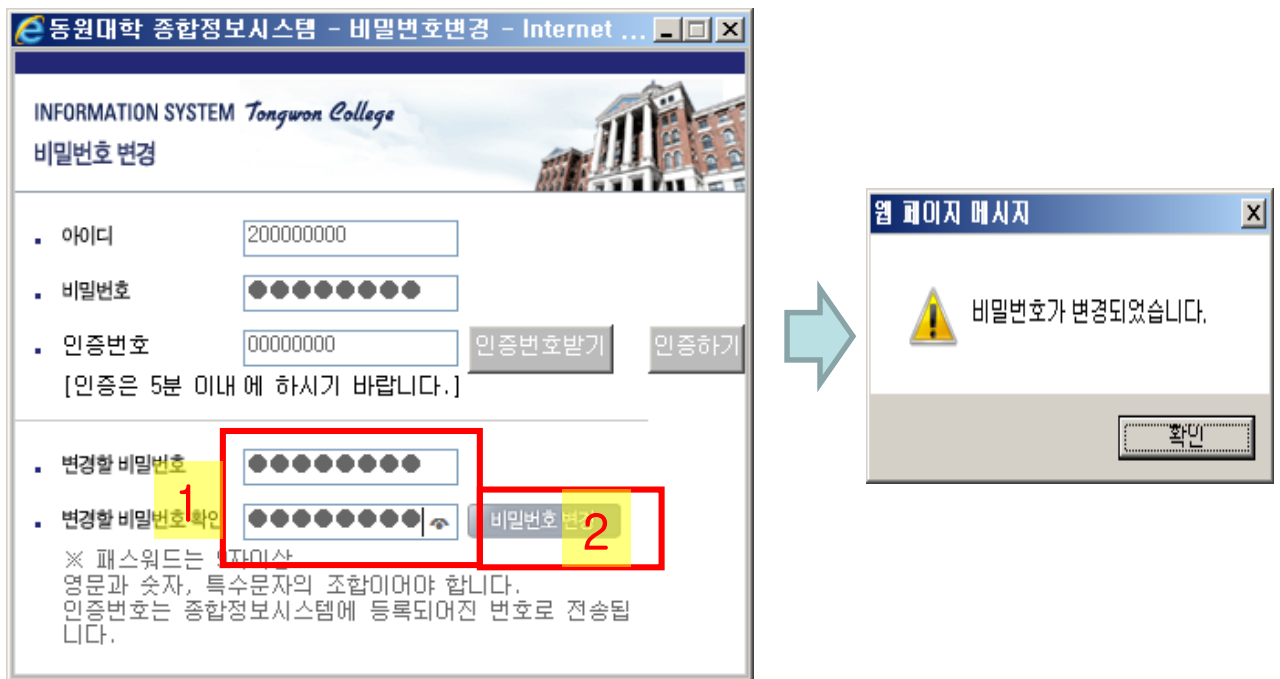 동원대학 종합정보시스템 - 비밀번호변경 - Internet ...
INFORMATION SYSTEM Tongwon College
비밀번호 변경
아이디 200000000
비밀번호 ●●●●●●●●
인증번호 00000000 인증번호받기 인증하기
[인증은 5분 이내에 하시기 바랍니다.]
변경할 비밀번호 ●●●●●●●●
1
변경할 비밀번호 확인 ●●●●●●●● 비밀번호 변경
2
※ 패스워드는 9자이상
영문과 숫자, 특수문자의 조합이어야 합니다.
인증번호는 종합정보시스템에 등록되어진 번호로 전송됩
니다.
웹 페이지 메시지
비밀번호가 변경되었습니다.
확인